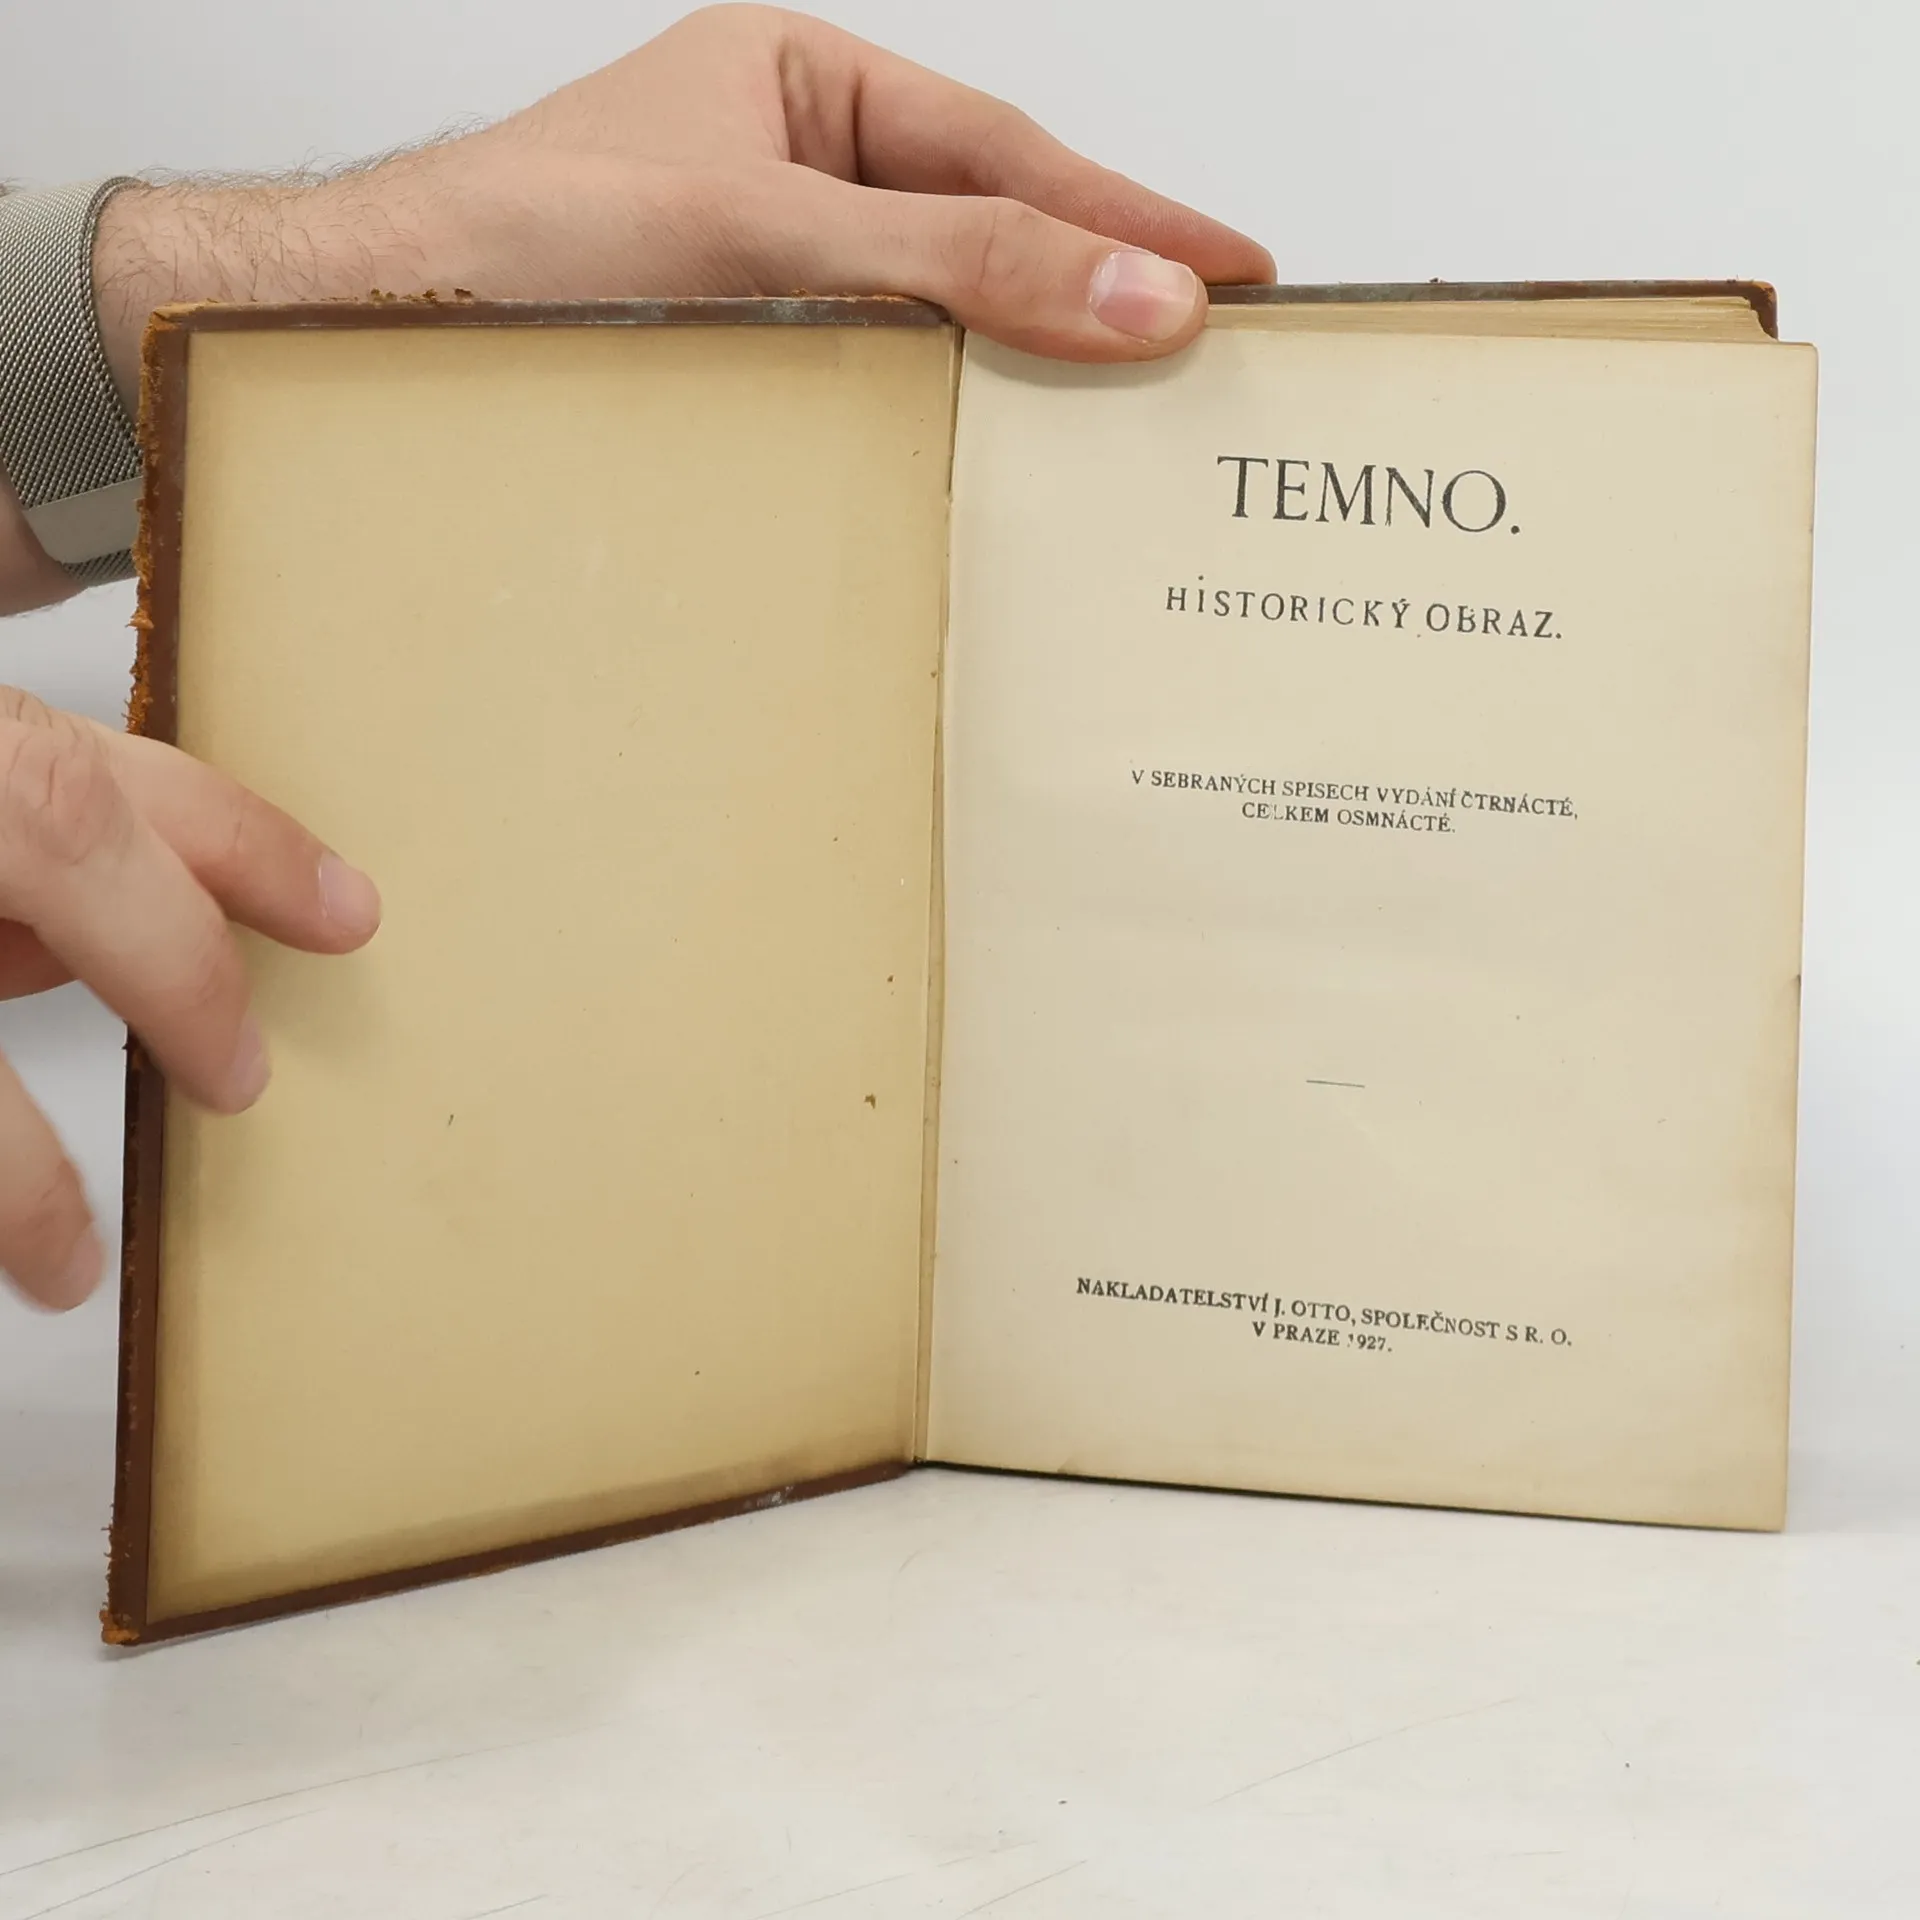 TEMNO.
HISTORICKÝ OBRAZ.
V SEBRANÝCH SPISECH VYDÁNÍ ČTRNÁCTÉ,
CELKEM OSMNÁCTÉ.
NAKLADATELSTVÍ J. OTTO, SPOLEČNOST S R. O.
V PRAZE 1927.